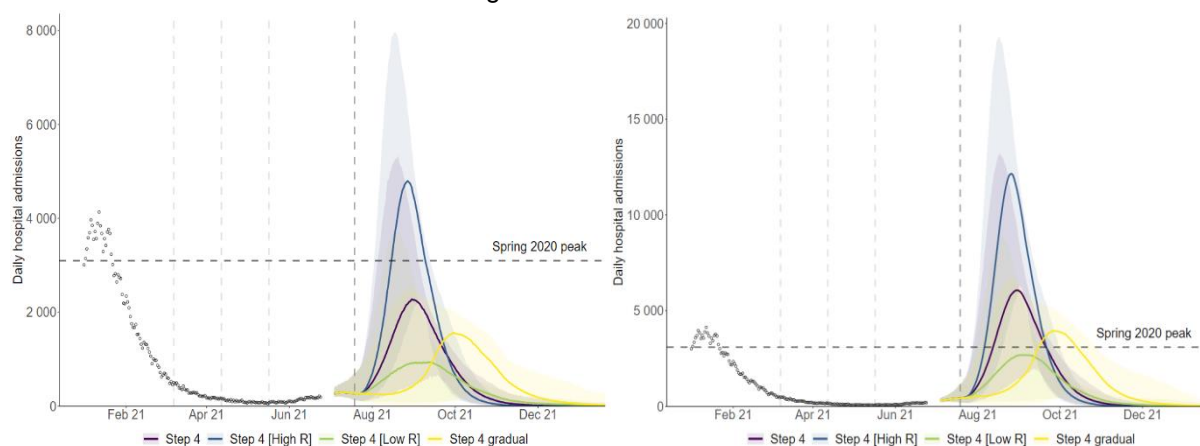 8 000
6 000
4 000
2 000
0
Daily hospital admissions
Spring 2020 peak
Feb 21 Apr 21 Jun 21 Aug 21 Oct 21 Dec 21
Step 4 Step 4 [High R] Step 4 [Low R] Step 4 gradual
20 000
15 000
10 000
5 000
0
Daily hospital admissions
Spring 2020 peak
Feb 21 Apr 21 Jun 21 Aug 21 Oct 21 Dec 21
Step 4 Step 4 [High R] Step 4 [Low R] Step 4 gradual